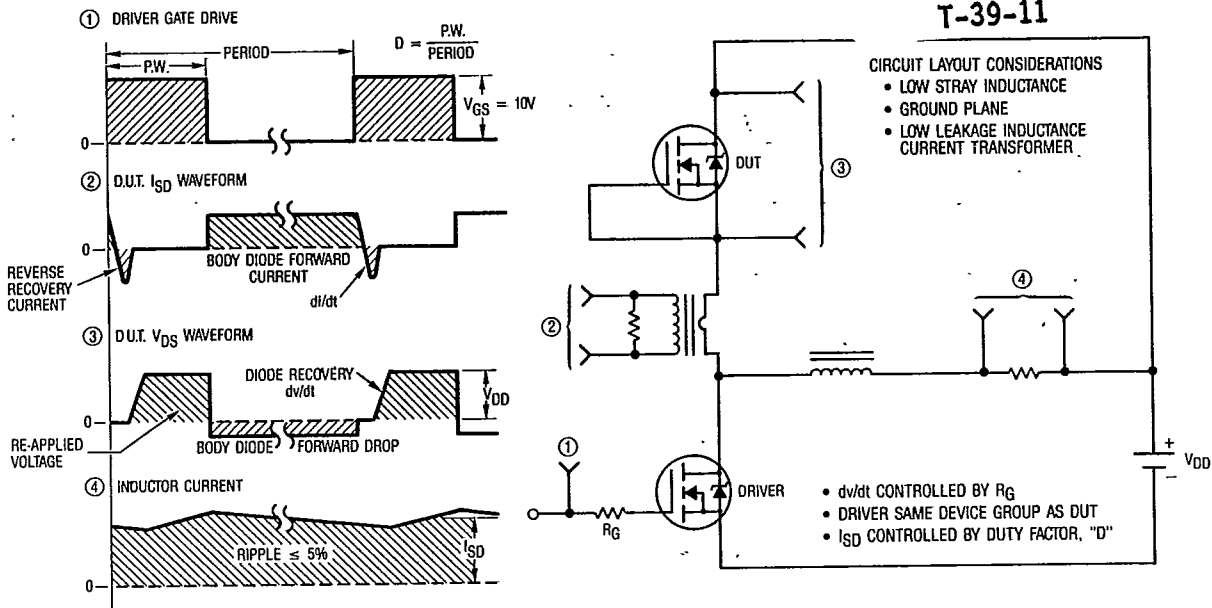 T-39-11
① DRIVER GATE DRIVE
PERIOD
P.W.
D = P.W. / PERIOD
V_GS = 10V
0
② D.U.T. I_SD WAVEFORM
0
REVERSE
RECOVERY
CURRENT
BODY DIODE FORWARD
CURRENT
di/dt
③ D.U.T. V_DS WAVEFORM
DIODE RECOVERY
dv/dt
V_DD
0
RE-APPLIED
VOLTAGE
BODY DIODE FORWARD DROP
④ INDUCTOR CURRENT
RIPPLE ≤ 5%
I_SD
0
CIRCUIT LAYOUT CONSIDERATIONS
• LOW STRAY INDUCTANCE
• GROUND PLANE
• LOW LEAKAGE INDUCTANCE
CURRENT TRANSFORMER
DUT
③
②
④
①
R_G
DRIVER
+
V_DD
−
• dv/dt CONTROLLED BY R_G
• DRIVER SAME DEVICE GROUP AS DUT
• I_SD CONTROLLED BY DUTY FACTOR, "D"